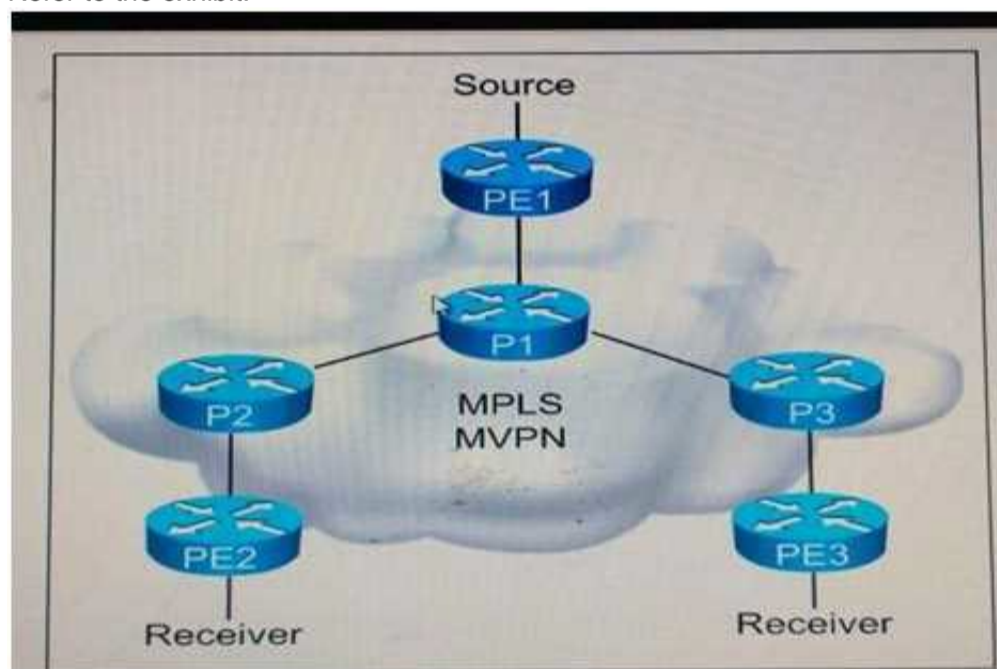 Source
PE1
P1
P2
MPLS
MVPN
P3
PE2
PE3
Receiver
Receiver